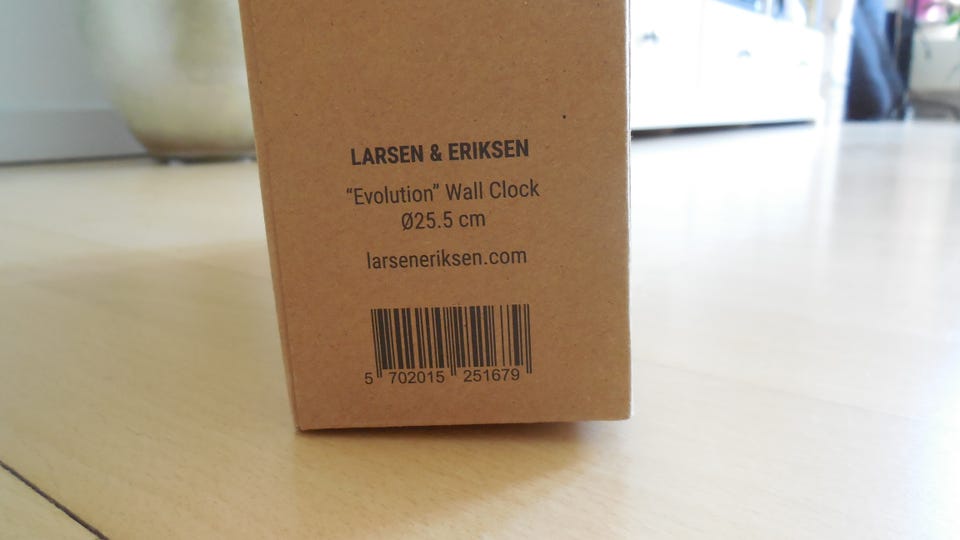 LARSEN & ERIKSEN
“Evolution” Wall Clock
Ø25.5 cm
larseneriksen.com
5 702015 251679